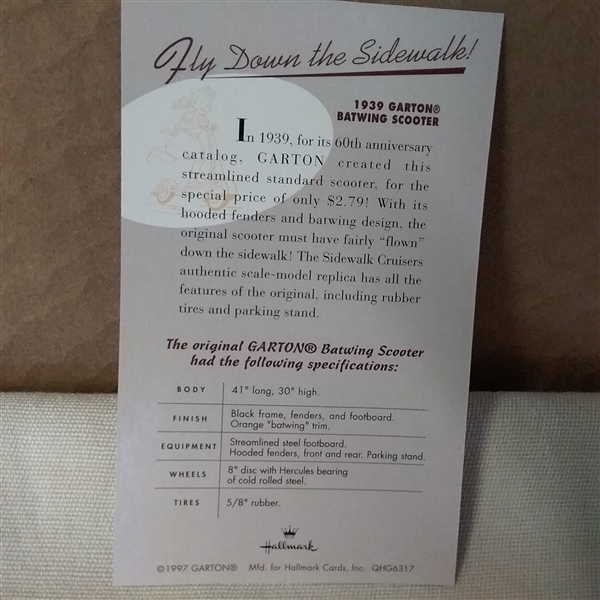 Fly Down the Sidewalk!
1939 GARTON®
BATWING SCOOTER
In 1939, for its 60th anniversary
catalog, GARTON created this
streamlined standard scooter, for the
special price of only $2.79! With its
hooded fenders and batwing design, the
original scooter must have fairly "flown"
down the sidewalk! The Sidewalk Cruisers
authentic scale-model replica has all the
features of the original, including rubber
tires and parking stand.
The original GARTON® Batwing Scooter
had the following specifications:
BODY 41" long, 30" high.
FINISH Black frame, fenders, and footboard.
Orange "batwing" trim.
EQUIPMENT Streamlined steel footboard.
Hooded fenders, front and rear. Parking stand.
WHEELS 8" disc with Hercules bearing
of cold rolled steel.
TIRES 5/8" rubber.
Hallmark
©1997 GARTON® Mfd. for Hallmark Cards, Inc. QHG6317